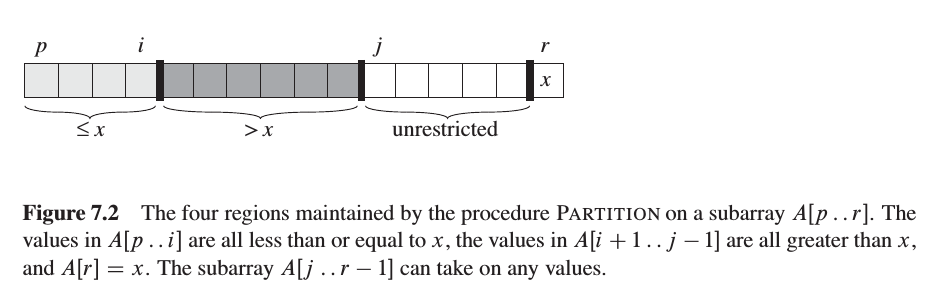 p i j r
x
≤ x > x unrestricted
Figure 7.2 The four regions maintained by the procedure PARTITION on a subarray A[p . . r]. The
values in A[p . . i] are all less than or equal to x, the values in A[i + 1 . . j − 1] are all greater than x,
and A[r] = x. The subarray A[j . . r − 1] can take on any values.